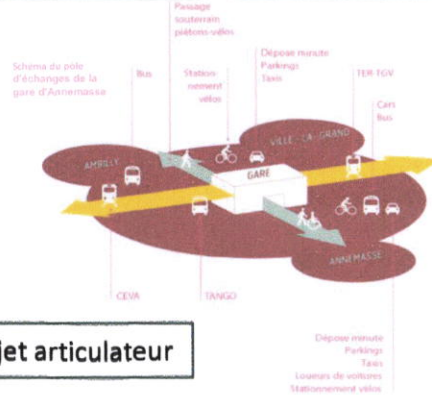 Passage
souterrain
piétons-vélos
Schéma du pôle
d'échanges de la
gare d'Annemasse
Bus
Station-
nement
vélos
Dépose minute
Parkings
Taxis
TER-TGV
Cars
Bus
AMBILLY
VILLE-LA-GRAND
GARE
ANNEMASSE
CEVA
TANGO
jet articulateur
Dépose minute
Parkings
Taxis
Loueurs de voitures
Stationnement vélos